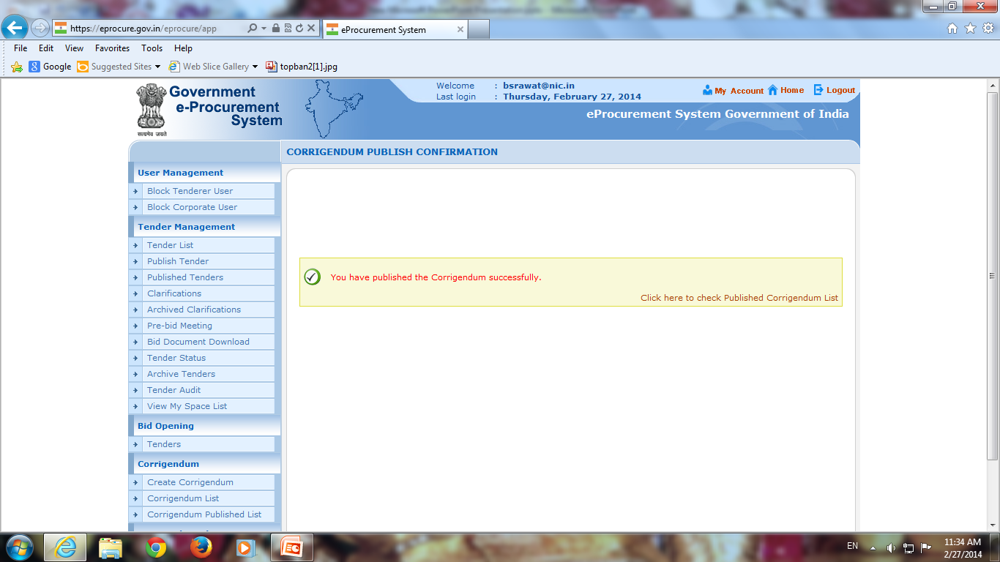 https://eprocure.gov.in/eprocure/app
eProcurement System
File Edit View Favorites Tools Help
Google Suggested Sites Web Slice Gallery topban2[1].jpg
Government
e-Procurement
System
सत्यमेव जयते
Welcome : bsrawat@nic.in
Last login : Thursday, February 27, 2014
My Account Home Logout
eProcurement System Government of India
CORRIGENDUM PUBLISH CONFIRMATION
User Management
Block Tenderer User
Block Corporate User
Tender Management
Tender List
Publish Tender
Published Tenders
Clarifications
Archived Clarifications
Pre-bid Meeting
Bid Document Download
Tender Status
Archive Tenders
Tender Audit
View My Space List
Bid Opening
Tenders
Corrigendum
Create Corrigendum
Corrigendum List
Corrigendum Published List
You have published the Corrigendum successfully.
Click here to check Published Corrigendum List
EN
11:34 AM
2/27/2014